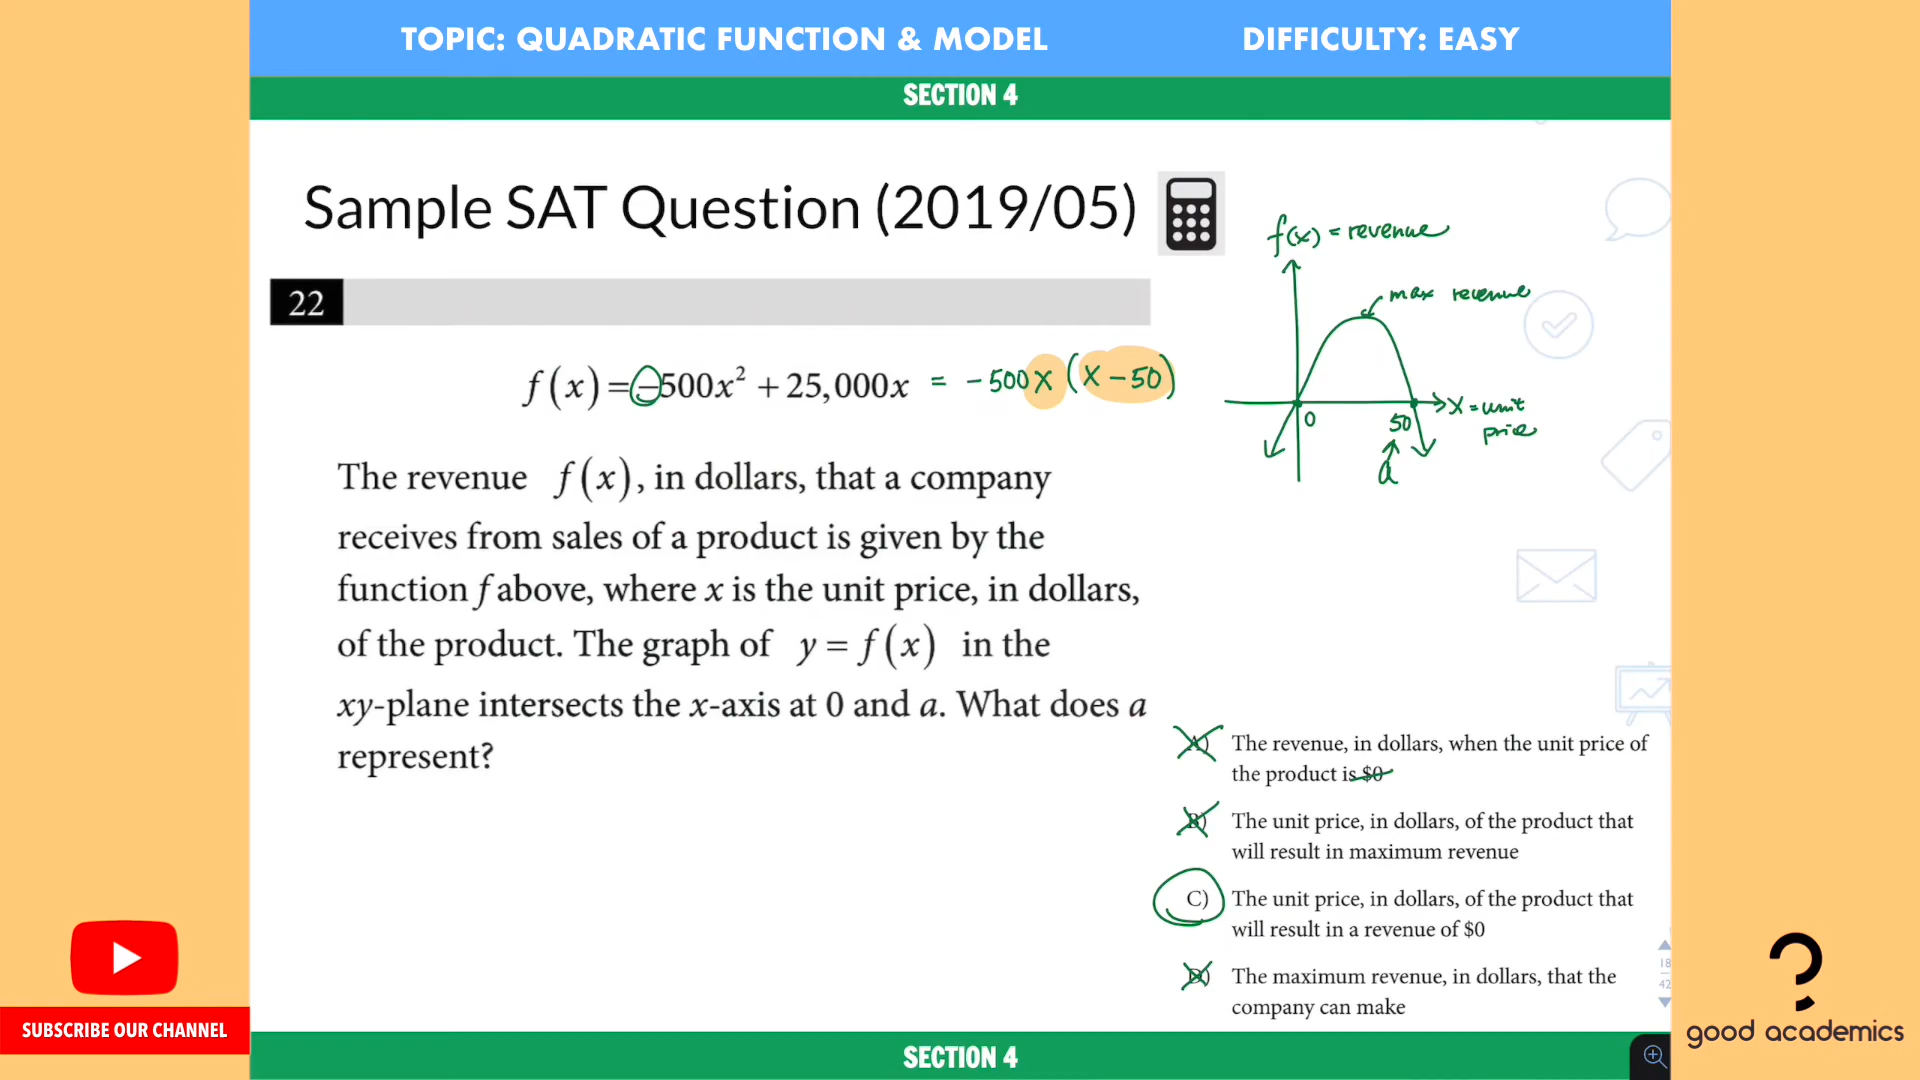 TOPIC: QUADRATIC FUNCTION & MODEL
DIFFICULTY: EASY
SECTION 4
Sample SAT Question (2019/05)
22
f(x) = -500x² + 25,000x = -500x(x-50)
The revenue f(x), in dollars, that a company
receives from sales of a product is given by the
function f above, where x is the unit price, in dollars,
of the product. The graph of y = f(x) in the
xy-plane intersects the x-axis at 0 and a. What does a
represent?
f(x) = revenue
max revenue
0
50
x = unit
price
a
A) The revenue, in dollars, when the unit price of
the product is $0
B) The unit price, in dollars, of the product that
will result in maximum revenue
C) The unit price, in dollars, of the product that
will result in a revenue of $0
D) The maximum revenue, in dollars, that the
company can make
18
42
SUBSCRIBE OUR CHANNEL
good academics
SECTION 4